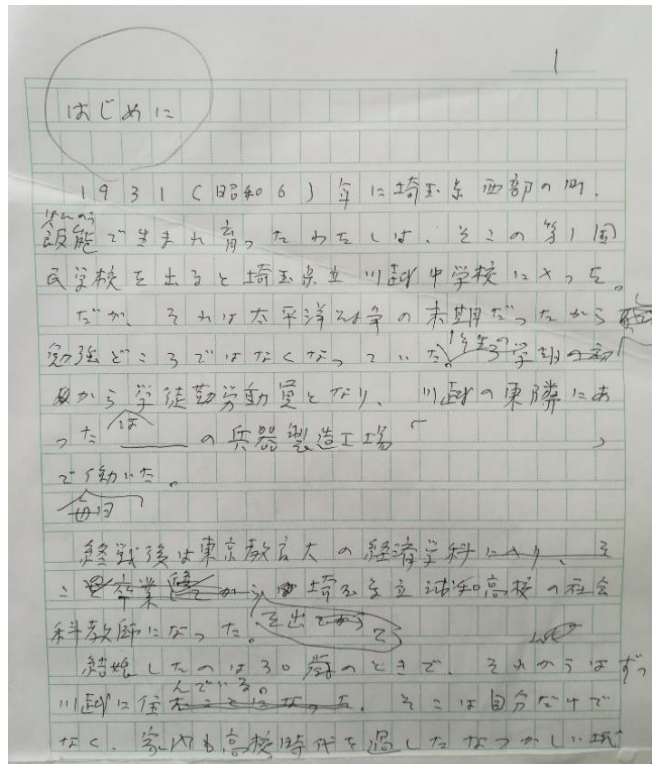 1
はじめに
1931(昭和6)年に埼玉県西部の町、
はんのう
飯能で生まれ育ったわたしは、そこの第1国
民学校を出ると埼玉県立川越中学校に入った。
だが、それは太平洋戦争の末期だったから
勉強どころではなくなっていた。
から学徒勤労動員となり、川越の東隣にあ
った の兵器製造工場「 」
で働いた。
毎日
終戦後は東京教育大の経済学科に入り、そ
こ 卒業 埼玉県立浦和高校の社会
科教師になった。を出て
結婚したのは30歳のときで、それからはずっ
んでいる。
川越に住 そこは自分だけで
なく、家内も高校時代を過したなつかしい城